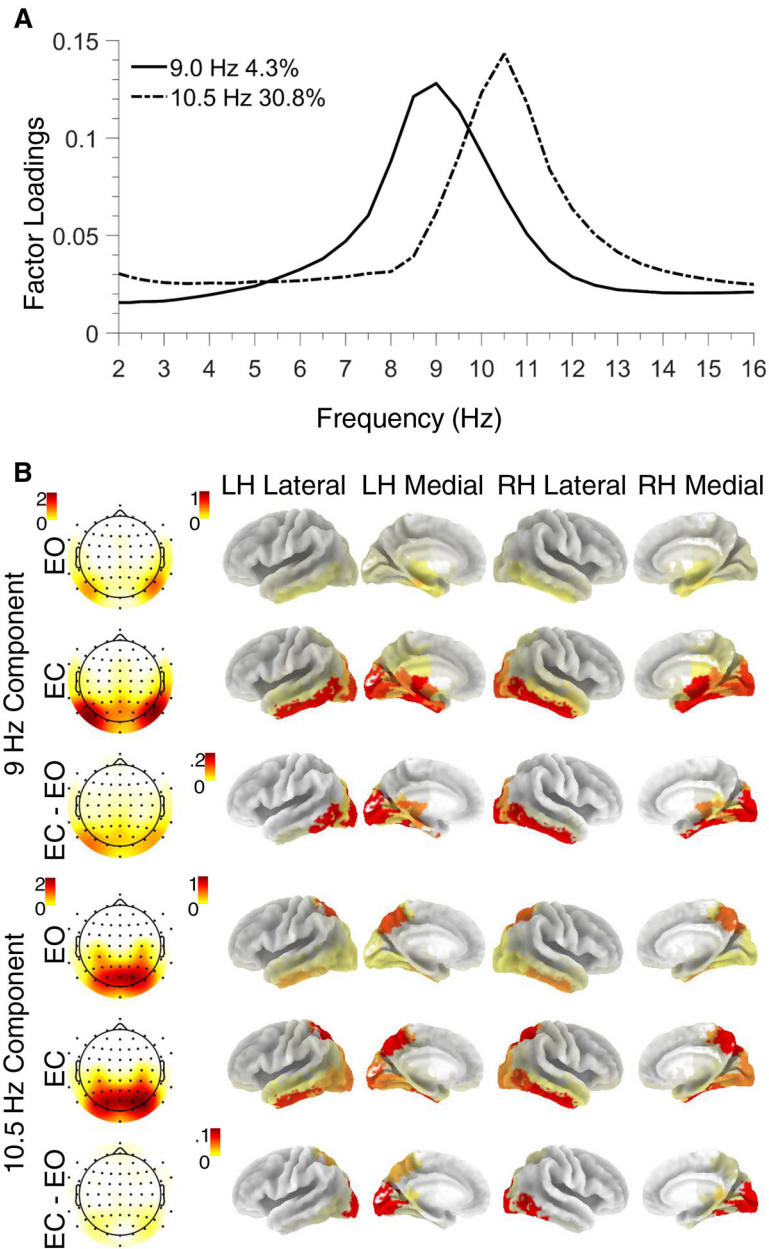 A
0.15
0.1
0.05
0
Factor Loadings
9.0 Hz 4.3%
10.5 Hz 30.8%
2 3 4 5 6 7 8 9 10 11 12 13 14 15 16
Frequency (Hz)
B
LH Lateral LH Medial RH Lateral RH Medial
9 Hz Component
2
0
1
0
EO
EC
.2
0
EC - EO
10.5 Hz Component
2
0
1
0
EO
EC
.1
0
EC - EO